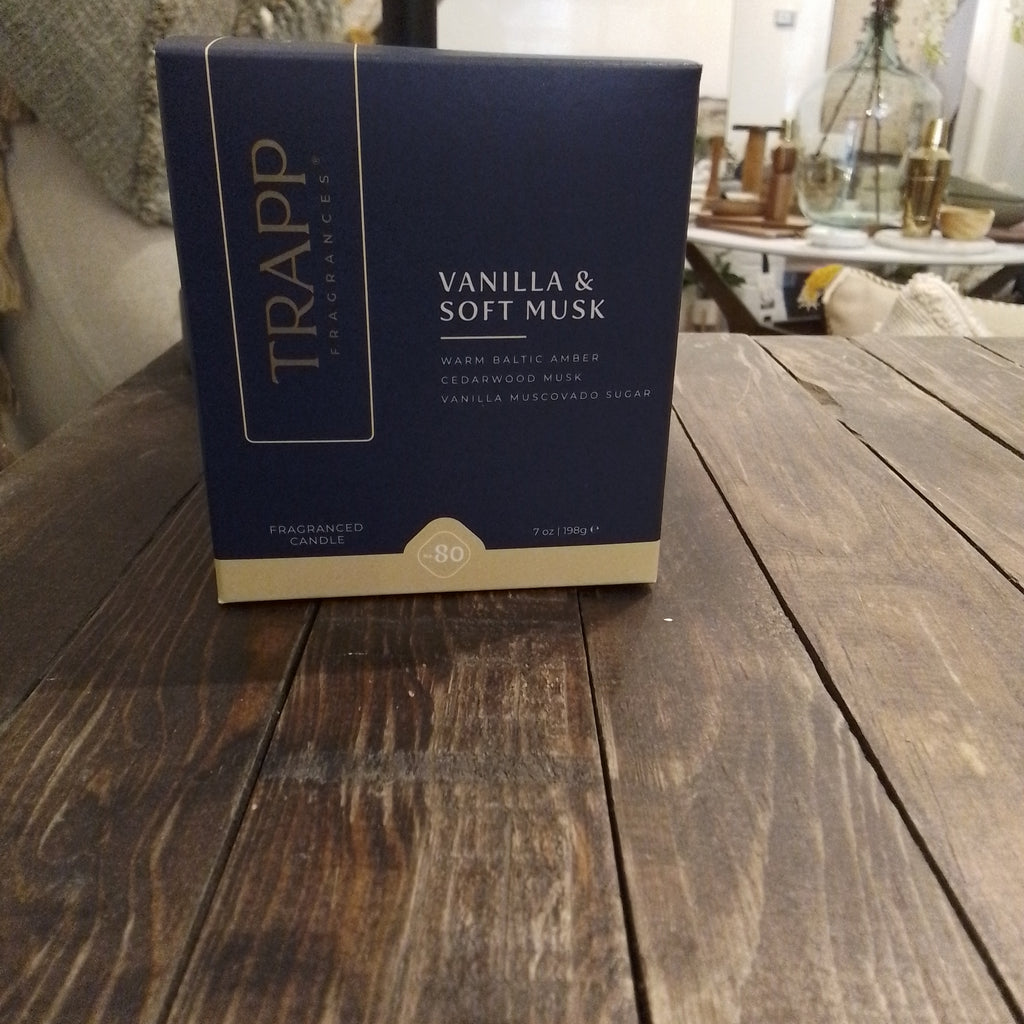 TRAPP
FRAGRANCES®
VANILLA &
SOFT MUSK
WARM BALTIC AMBER
CEDARWOOD MUSK
VANILLA MUSCOVADO SUGAR
FRAGRANCED
CANDLE
No. 80
7 oz | 198g ℮